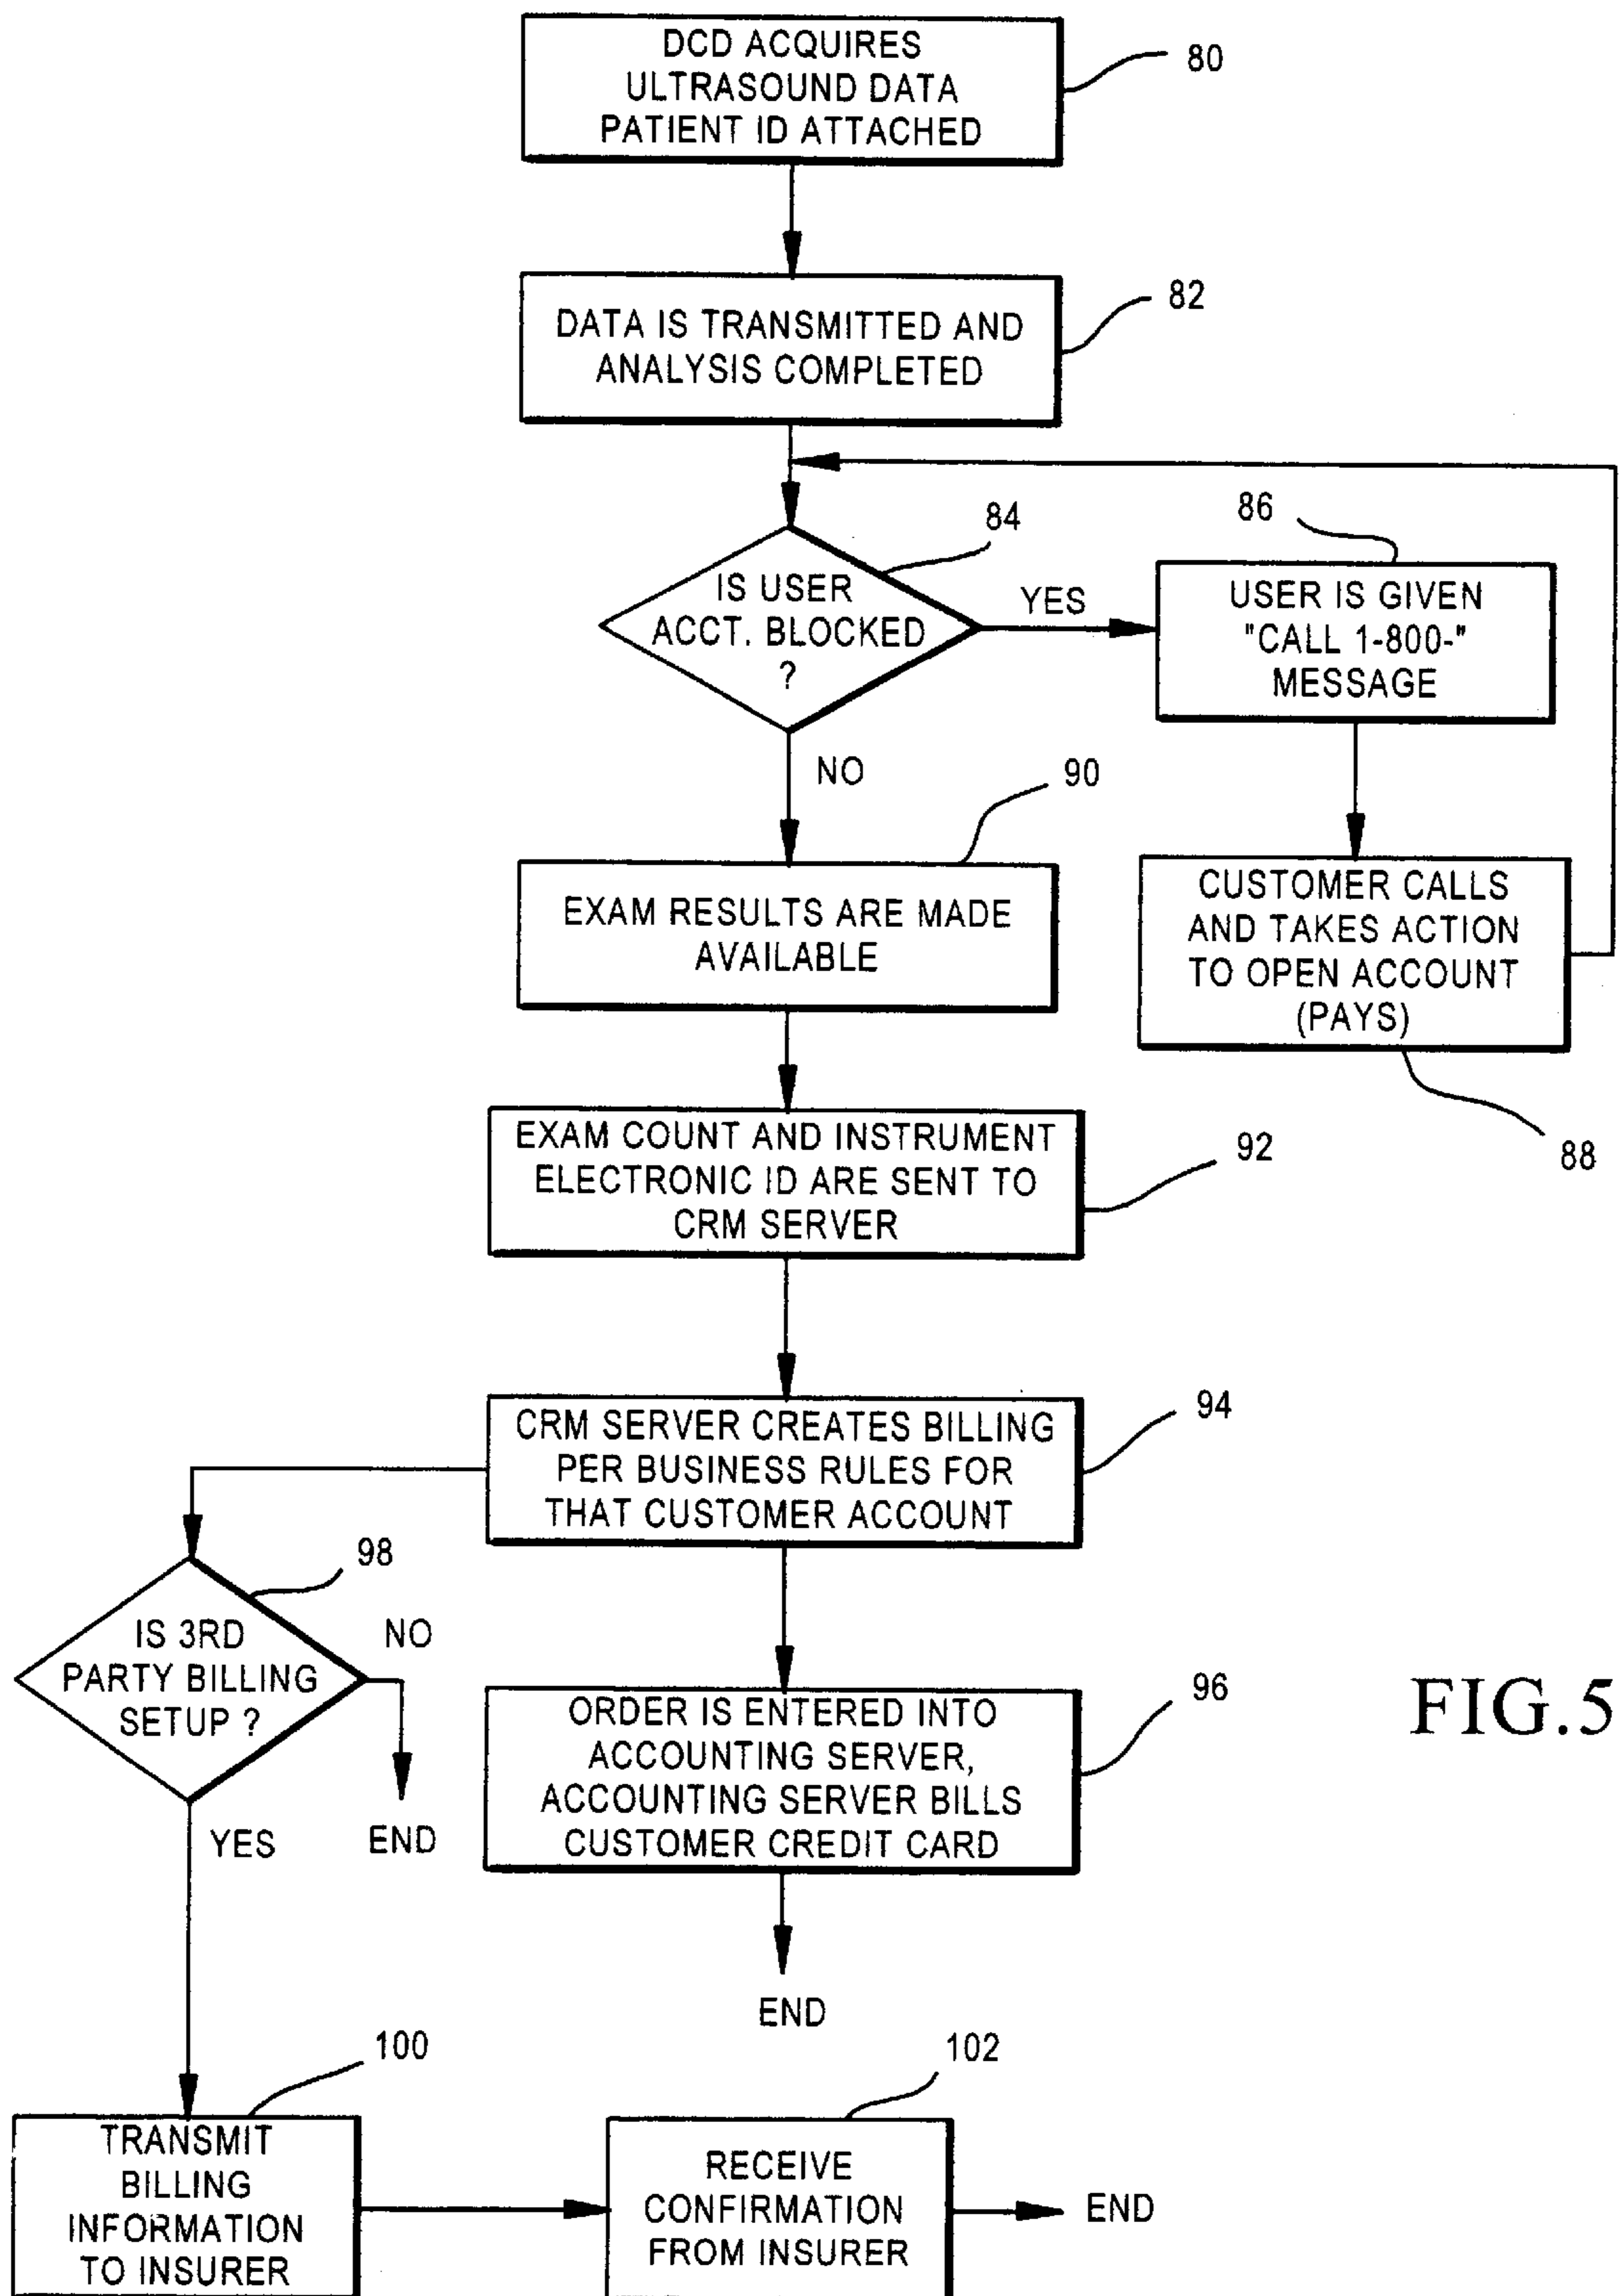 DCD ACQUIRES
ULTRASOUND DATA
PATIENT ID ATTACHED
80
DATA IS TRANSMITTED AND
ANALYSIS COMPLETED
82
IS USER
ACCT. BLOCKED
?
84
YES
NO
USER IS GIVEN
"CALL 1-800-"
MESSAGE
86
CUSTOMER CALLS
AND TAKES ACTION
TO OPEN ACCOUNT
(PAYS)
88
EXAM RESULTS ARE MADE
AVAILABLE
90
EXAM COUNT AND INSTRUMENT
ELECTRONIC ID ARE SENT TO
CRM SERVER
92
CRM SERVER CREATES BILLING
PER BUSINESS RULES FOR
THAT CUSTOMER ACCOUNT
94
IS 3RD
PARTY BILLING
SETUP ?
98
NO
END
YES
ORDER IS ENTERED INTO
ACCOUNTING SERVER,
ACCOUNTING SERVER BILLS
CUSTOMER CREDIT CARD
96
END
FIG.5
TRANSMIT
BILLING
INFORMATION
TO INSURER
100
RECEIVE
CONFIRMATION
FROM INSURER
102
END